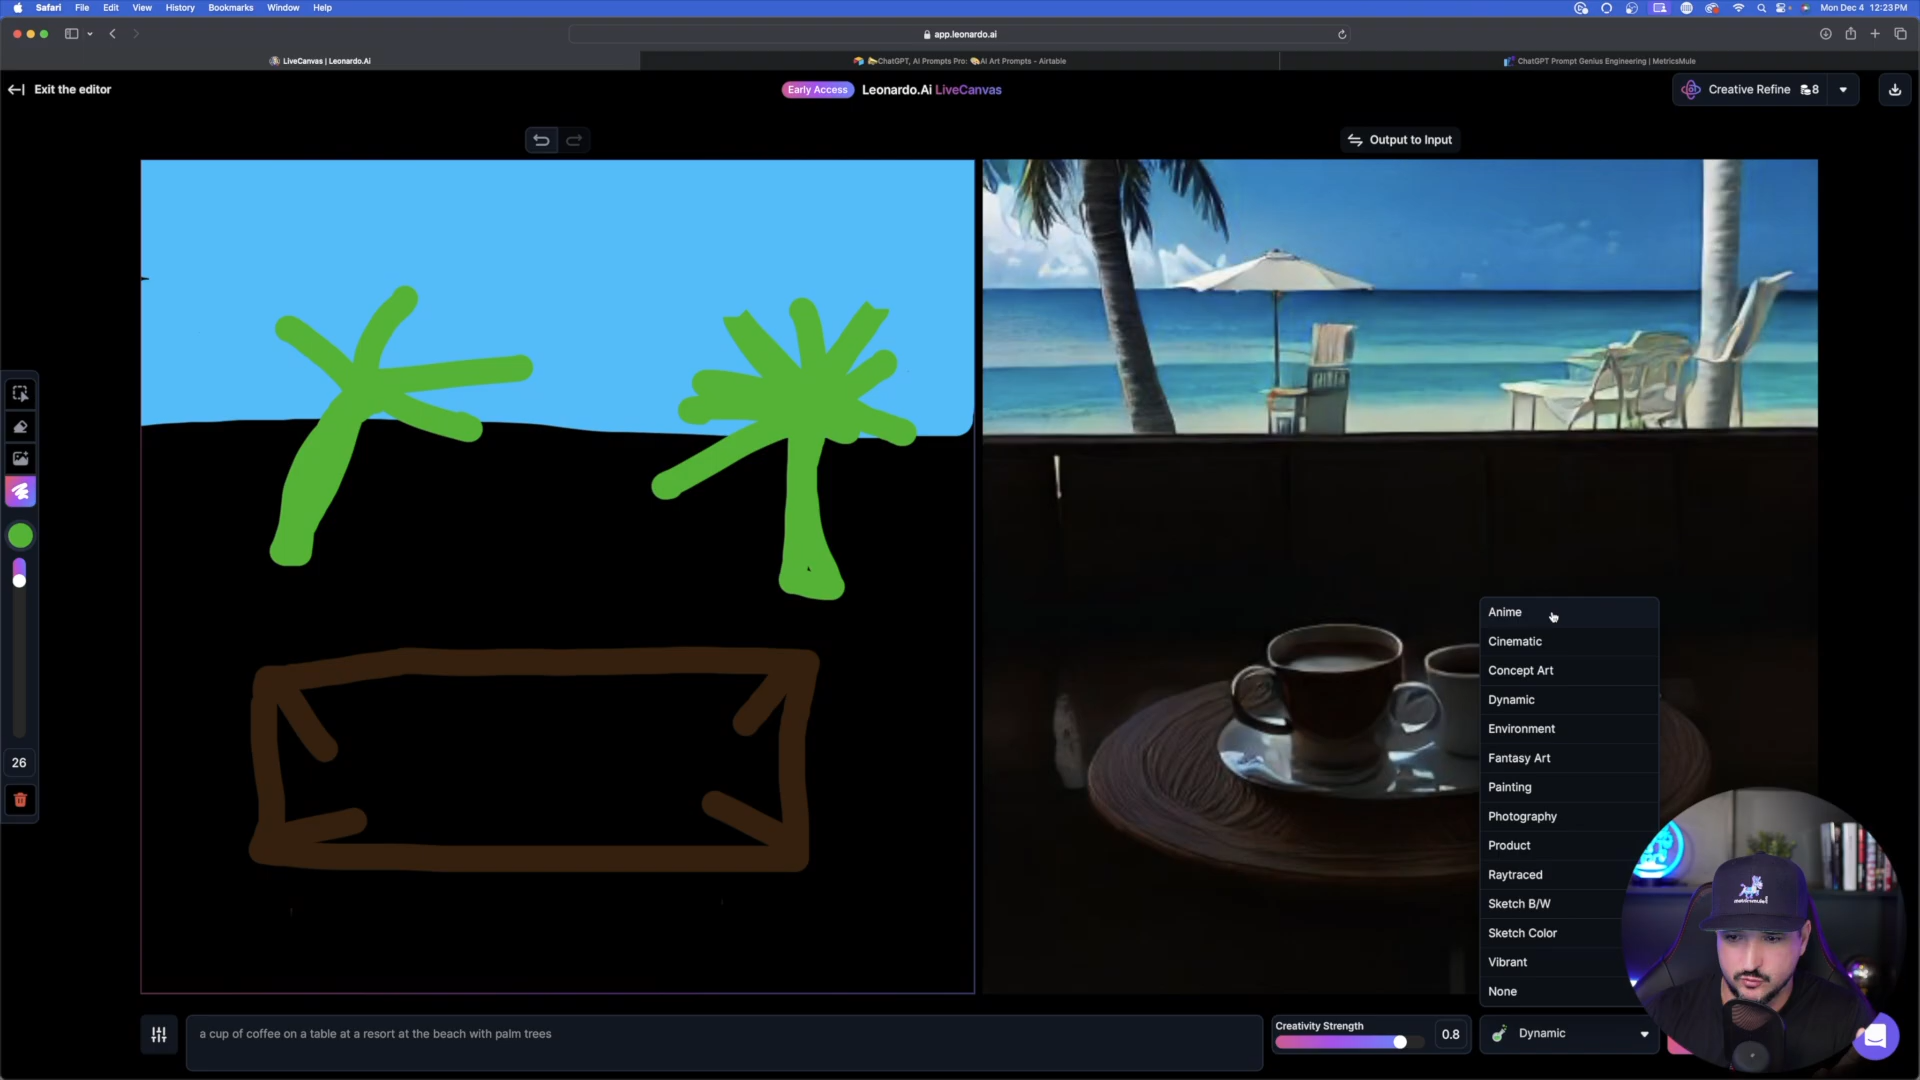 Safari File Edit View History Bookmarks Window Help Mon Dec 4 12:23 PM
app.leonardo.ai
LiveCanvas | Leonardo.Ai
ChatGPT, AI Prompts Pro: AI Art Prompts - Airtable
ChatGPT Prompt Genius Engineering | MetricsMule
Exit the editor
Early Access Leonardo.Ai LiveCanvas
Creative Refine 8
Output to Input
26
Anime
Cinematic
Concept Art
Dynamic
Environment
Fantasy Art
Painting
Photography
Product
Raytraced
Sketch B/W
Sketch Color
Vibrant
None
a cup of coffee on a table at a resort at the beach with palm trees
Creativity Strength
0.8
Dynamic